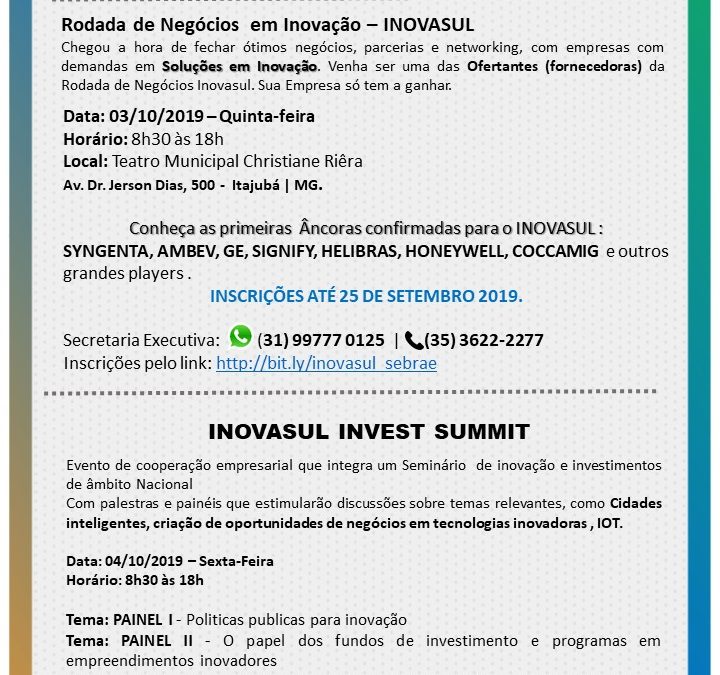 Rodada de Negócios em Inovação – INOVASUL
Chegou a hora de fechar ótimos negócios, parcerias e networking, com empresas com
demandas em Soluções em Inovação. Venha ser uma das Ofertantes (fornecedoras) da
Rodada de Negócios Inovasul. Sua Empresa só tem a ganhar.
Data: 03/10/2019 – Quinta-feira
Horário: 8h30 às 18h
Local: Teatro Municipal Christiane Riêra
Av. Dr. Jerson Dias, 500 - Itajubá | MG.
Conheça as primeiras Âncoras confirmadas para o INOVASUL :
SYNGENTA, AMBEV, GE, SIGNIFY, HELIBRAS, HONEYWELL, COCCAMIG e outros
grandes players .
INSCRIÇÕES ATÉ 25 DE SETEMBRO 2019.
Secretaria Executiva: (31) 99777 0125 | (35) 3622-2277
Inscrições pelo link: http://bit.ly/inovasul_sebrae
INOVASUL INVEST SUMMIT
Evento de cooperação empresarial que integra um Seminário de inovação e investimentos
de âmbito Nacional
Com palestras e painéis que estimularão discussões sobre temas relevantes, como Cidades
inteligentes, criação de oportunidades de negócios em tecnologias inovadoras , IOT.
Data: 04/10/2019 – Sexta-Feira
Horário: 8h30 às 18h
Tema: PAINEL I - Politicas publicas para inovação
Tema: PAINEL II - O papel dos fundos de investimento e programas em
empreendimentos inovadores